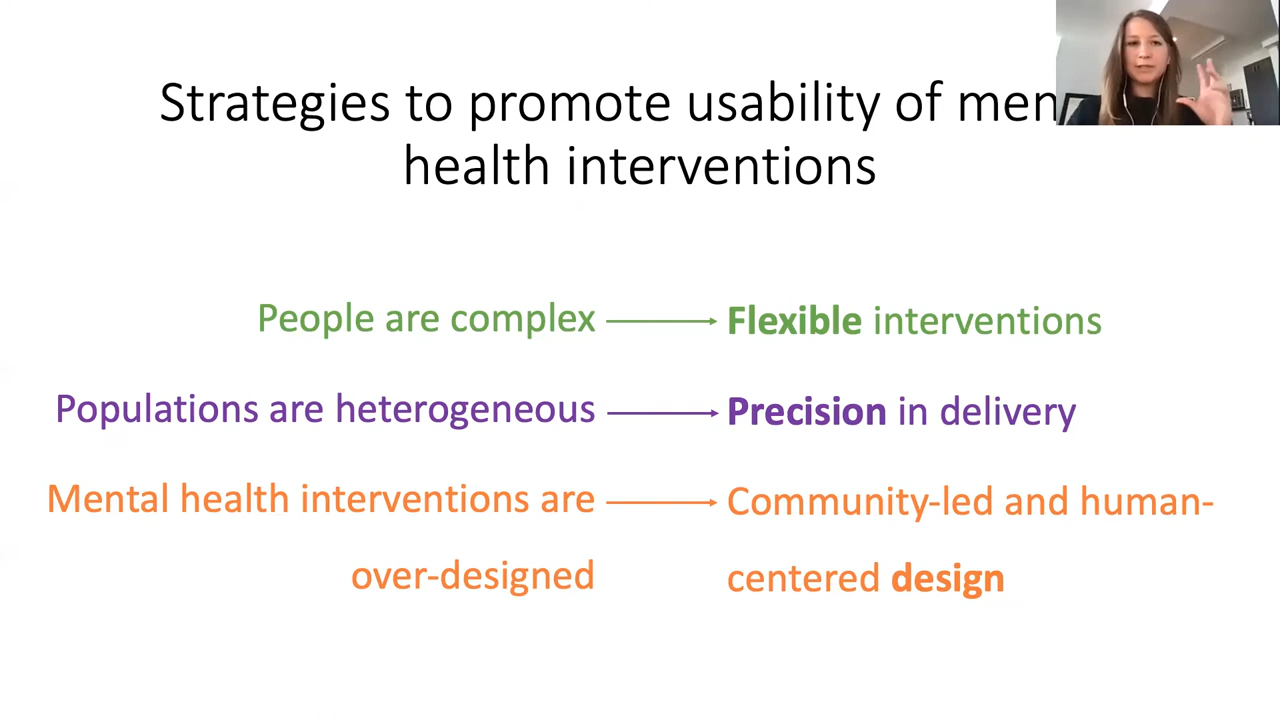 Strategies to promote usability of men
health interventions
People are complex
Flexible interventions
Populations are heterogeneous
Precision in delivery
Mental health interventions are
over-designed
Community-led and human-
centered design